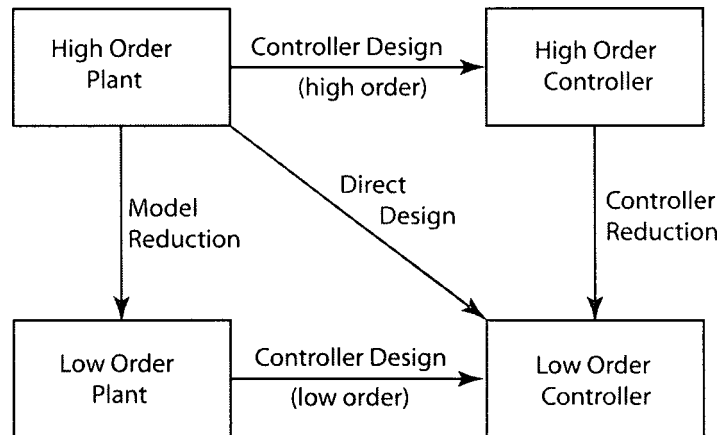 High Order
Plant
Controller Design
(high order)
High Order
Controller
Direct
Design
Model
Reduction
Controller
Reduction
Low Order
Plant
Controller Design
(low order)
Low Order
Controller